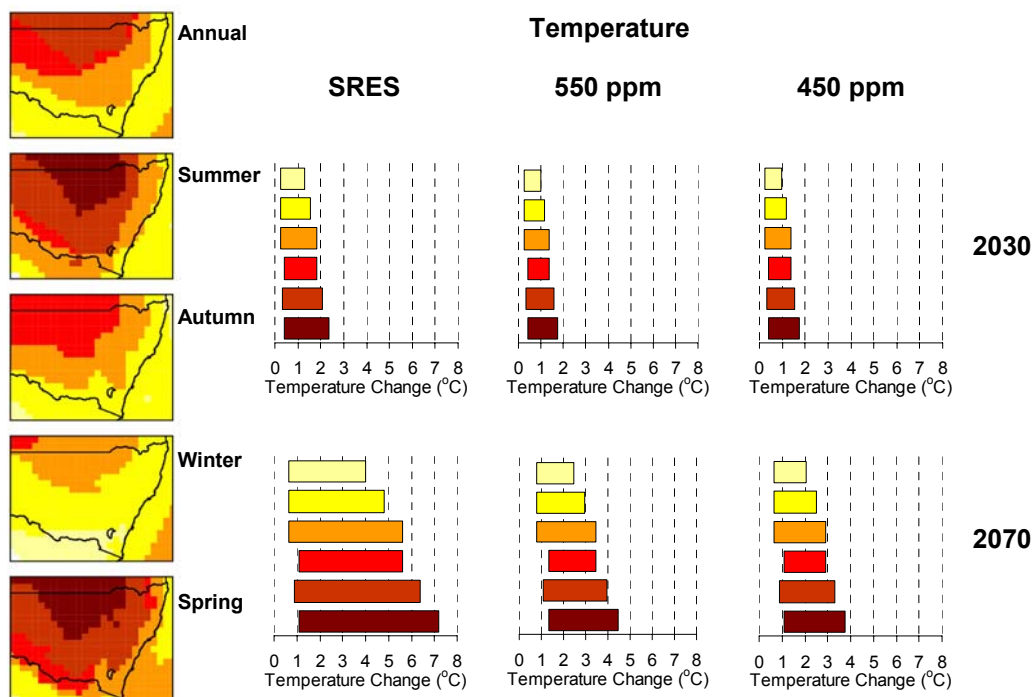 Temperature
SRES 550 ppm 450 ppm
Annual
Summer
Autumn
Winter
Spring
2030
0 1 2 3 4 5 6 7 8
Temperature Change (°C)
0 1 2 3 4 5 6 7 8
Temperature Change (°C)
0 1 2 3 4 5 6 7 8
Temperature Change (°C)
2070
0 1 2 3 4 5 6 7 8
Temperature Change (°C)
0 1 2 3 4 5 6 7 8
Temperature Change (°C)
0 1 2 3 4 5 6 7 8
Temperature Change (°C)